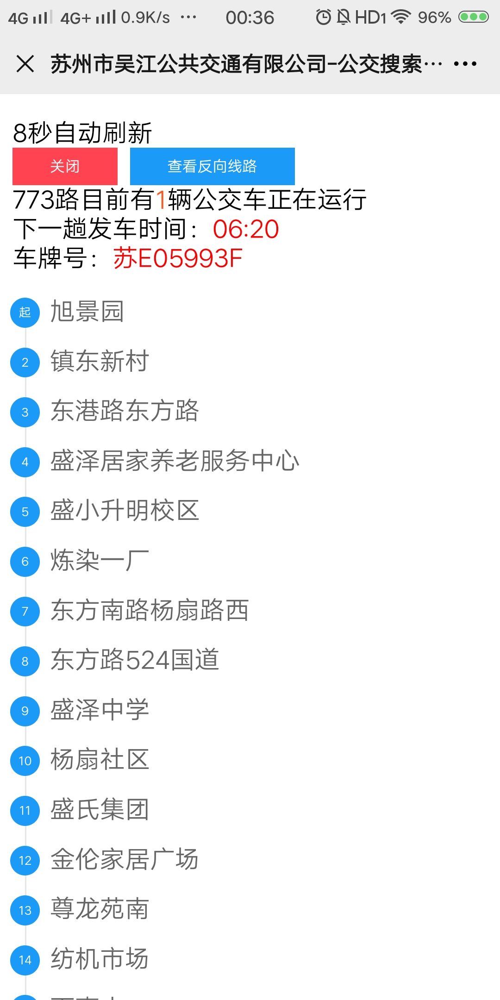 4G 4G+ 0.9K/s ··· 00:36 HD1 96%
苏州市吴江公共交通有限公司-公交搜索···
8秒自动刷新
关闭 查看反向线路
773路目前有1辆公交车正在运行
下一趟发车时间：06:20
车牌号：苏E05993F
起 旭景园
2 镇东新村
3 东港路东方路
4 盛泽居家养老服务中心
5 盛小升明校区
6 炼染一厂
7 东方南路杨扇路西
8 东方路524国道
9 盛泽中学
10 杨扇社区
11 盛氏集团
12 金伦家居广场
13 尊龙苑南
14 纺机市场